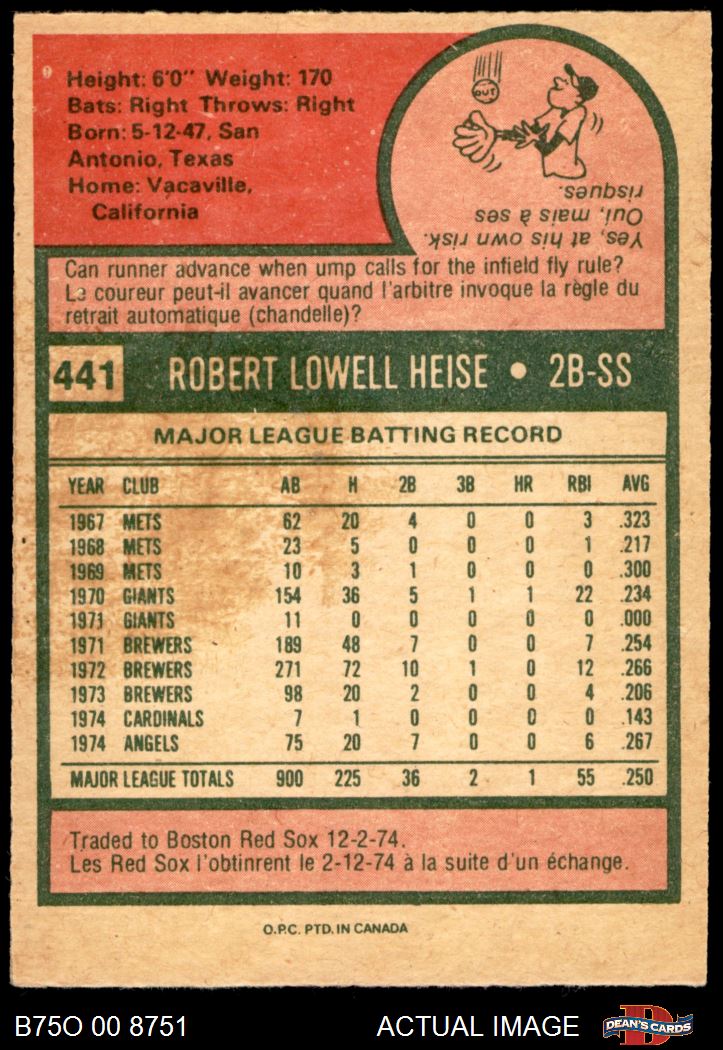 Height: 6'0" Weight: 170
Bats: Right Throws: Right
Born: 5-12-47, San
Antonio, Texas
Home: Vacaville,
California
OUT
Yes, at his own risk.
Oui, mais à ses
risques.
Can runner advance when ump calls for the infield fly rule?
Le coureur peut-il avancer quand l'arbitre invoque la règle du
retrait automatique (chandelle)?
441 ROBERT LOWELL HEISE • 2B-SS
MAJOR LEAGUE BATTING RECORD
YEAR CLUB AB H 2B 3B HR RBI AVG
1967 METS 62 20 4 0 0 3 .323
1968 METS 23 5 0 0 0 1 .217
1969 METS 10 3 1 0 0 0 .300
1970 GIANTS 154 36 5 1 1 22 .234
1971 GIANTS 11 0 0 0 0 0 .000
1971 BREWERS 189 48 7 0 0 7 .254
1972 BREWERS 271 72 10 1 0 12 .266
1973 BREWERS 98 20 2 0 0 4 .206
1974 CARDINALS 7 1 0 0 0 0 .143
1974 ANGELS 75 20 7 0 0 6 .267
MAJOR LEAGUE TOTALS 900 225 36 2 1 55 .250
Traded to Boston Red Sox 12-2-74.
Les Red Sox l'obtinrent le 2-12-74 à la suite d'un échange.
O.P.C. PTD. IN CANADA
B75O 00 8751 ACTUAL IMAGE D DEAN'S CARDS